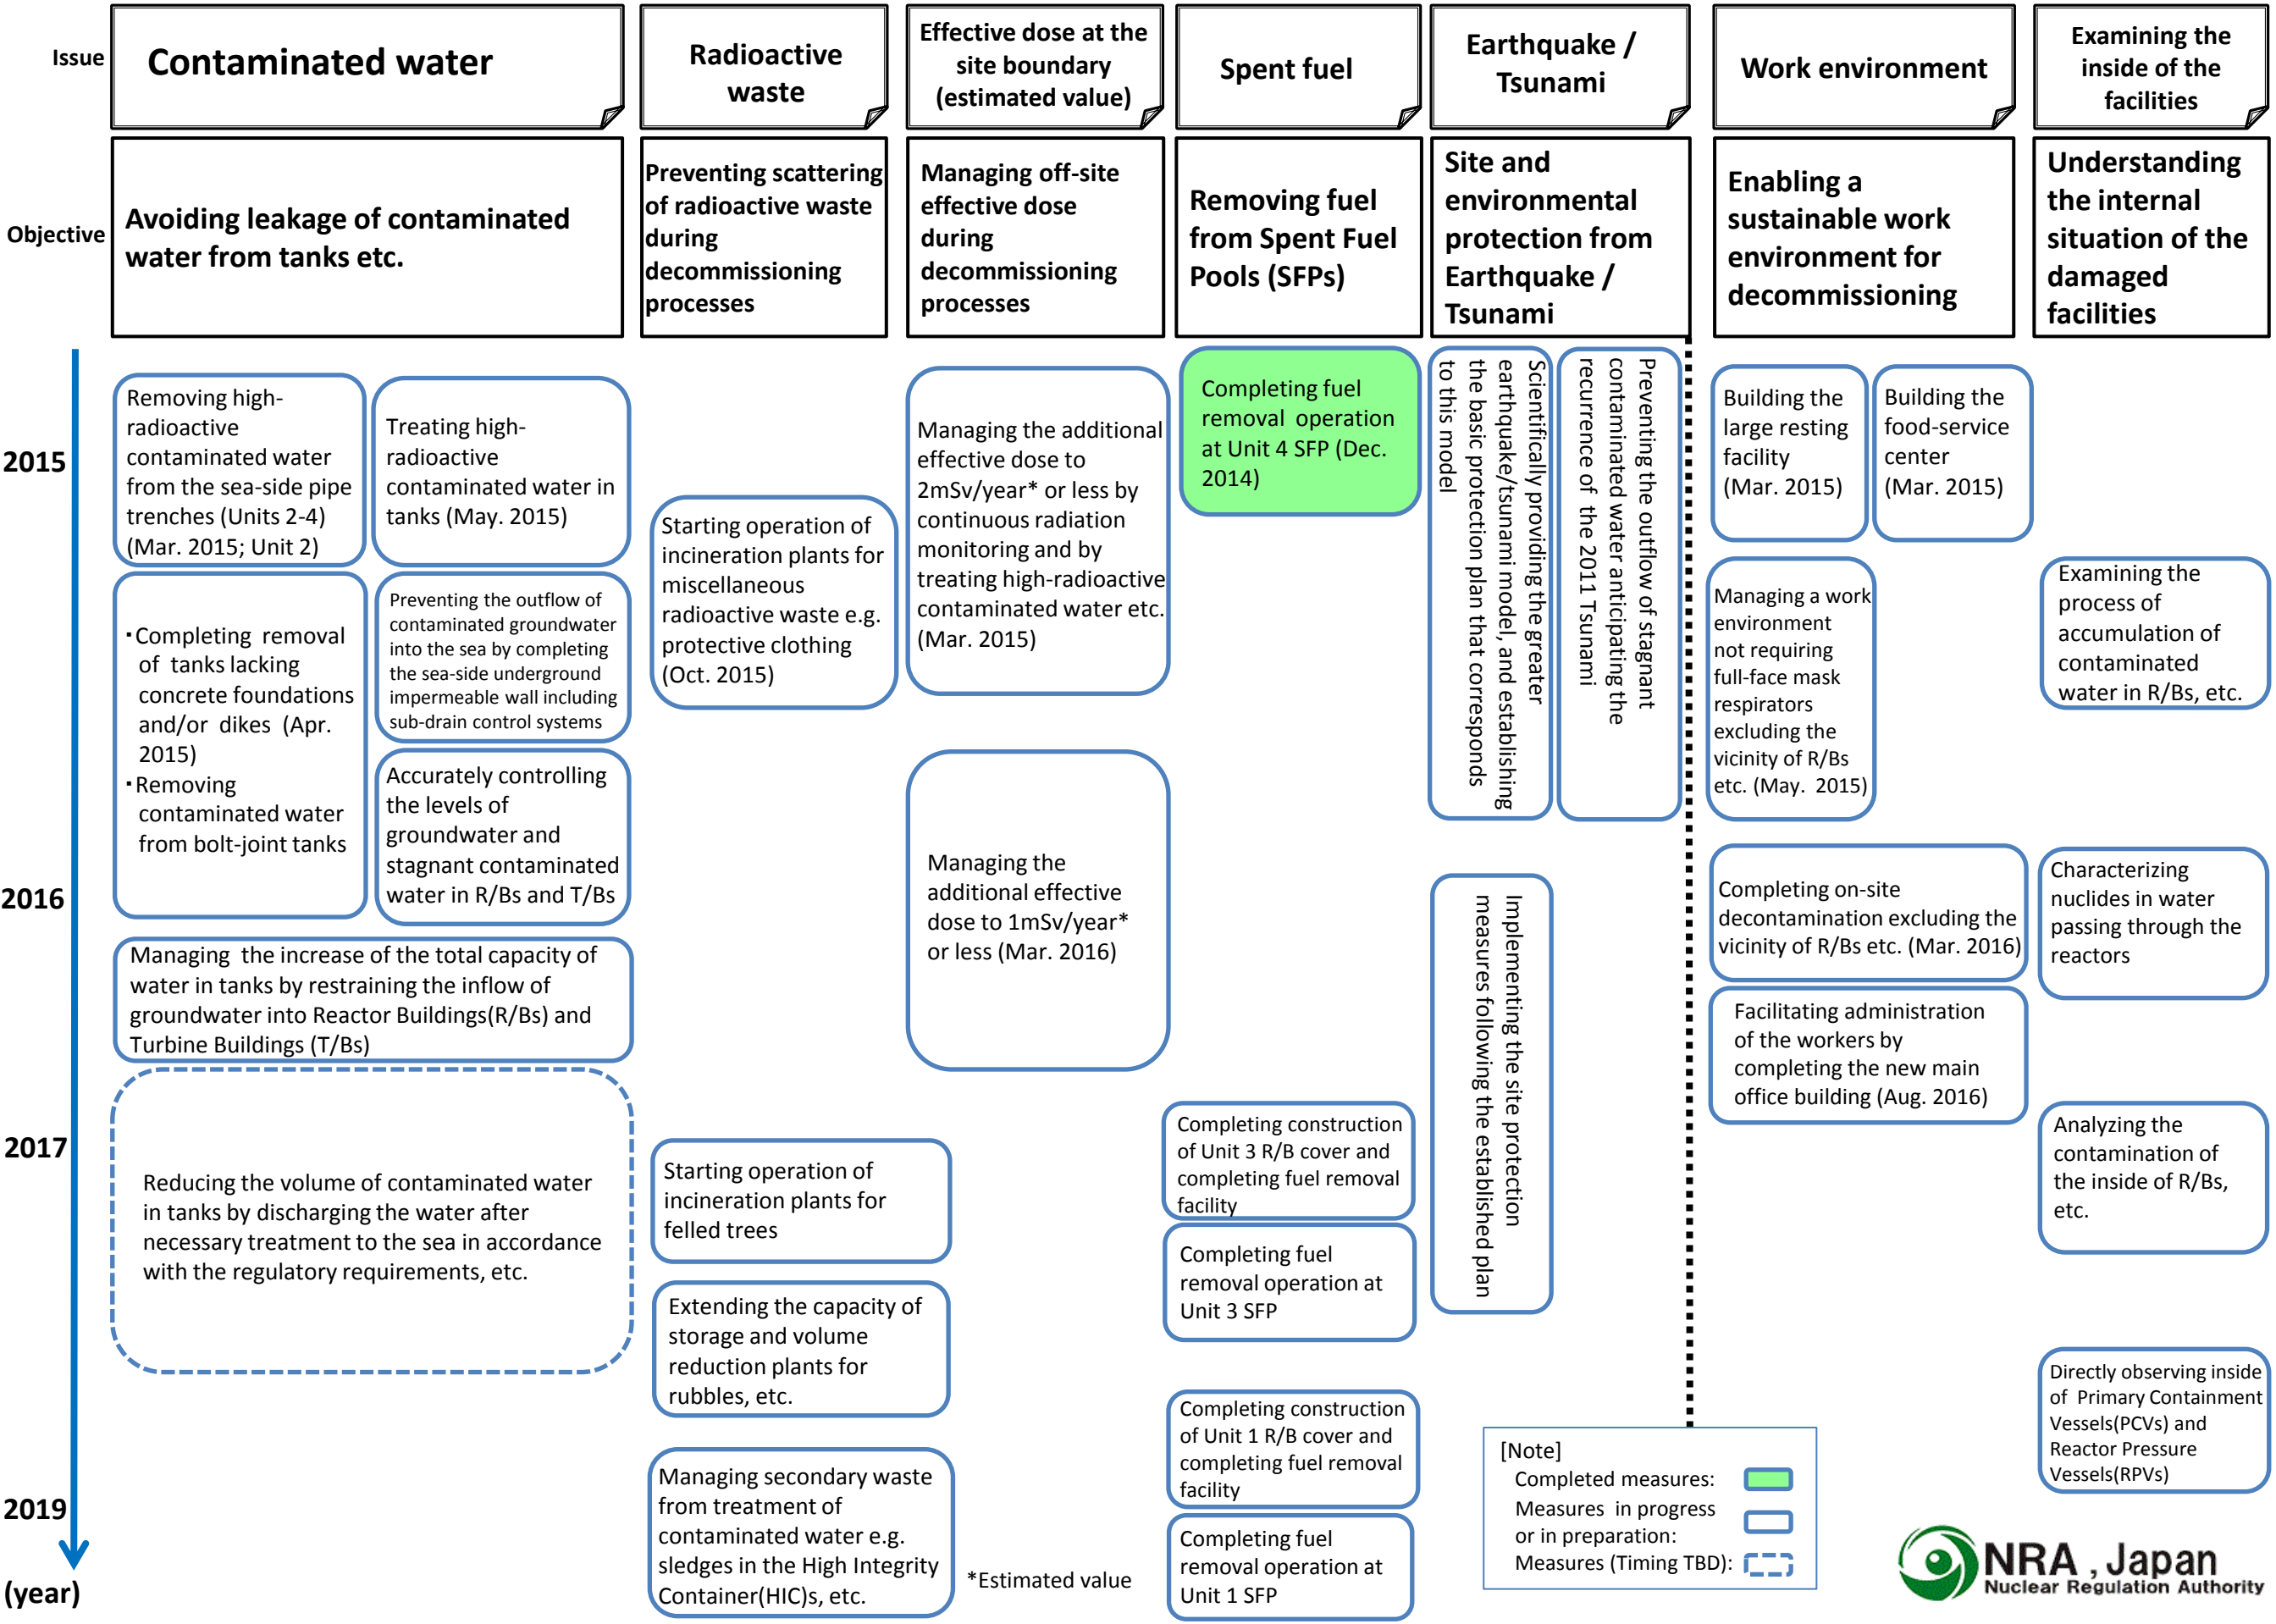 Issue
Contaminated water
Radioactive
waste
Effective dose at the
site boundary
(estimated value)
Spent fuel
Earthquake /
Tsunami
Work environment
Examining the
inside of the
facilities
Objective
Avoiding leakage of contaminated
water from tanks etc.
Preventing scattering
of radioactive waste
during
decommissioning
processes
Managing off-site
effective dose
during
decommissioning
processes
Removing fuel
from Spent Fuel
Pools (SFPs)
Site and
environmental
protection from
Earthquake /
Tsunami
Enabling a
sustainable work
environment for
decommissioning
Understanding
the internal
situation of the
damaged
facilities
2015
2016
2017
2019
(year)
Removing high-
radioactive
contaminated water
from the sea-side pipe
trenches (Units 2-4)
(Mar. 2015; Unit 2)
Treating high-
radioactive
contaminated water in
tanks (May. 2015)
・Completing removal
of tanks lacking
concrete foundations
and/or dikes (Apr.
2015)
・Removing
contaminated water
from bolt-joint tanks
Preventing the outflow of
contaminated groundwater
into the sea by completing
the sea-side underground
impermeable wall including
sub-drain control systems
Accurately controlling
the levels of
groundwater and
stagnant contaminated
water in R/Bs and T/Bs
Managing the increase of the total capacity of
water in tanks by restraining the inflow of
groundwater into Reactor Buildings(R/Bs) and
Turbine Buildings (T/Bs)
Reducing the volume of contaminated water
in tanks by discharging the water after
necessary treatment to the sea in accordance
with the regulatory requirements, etc.
Starting operation of
incineration plants for
miscellaneous
radioactive waste e.g.
protective clothing
(Oct. 2015)
Starting operation of
incineration plants for
felled trees
Extending the capacity of
storage and volume
reduction plants for
rubbles, etc.
Managing secondary waste
from treatment of
contaminated water e.g.
sledges in the High Integrity
Container(HIC)s, etc.
Managing the additional
effective dose to
2mSv/year* or less by
continuous radiation
monitoring and by
treating high-radioactive
contaminated water etc.
(Mar. 2015)
Managing the
additional effective
dose to 1mSv/year*
or less (Mar. 2016)
*Estimated value
Completing fuel
removal operation
at Unit 4 SFP (Dec.
2014)
Completing construction
of Unit 3 R/B cover and
completing fuel removal
facility
Completing fuel
removal operation at
Unit 3 SFP
Completing construction
of Unit 1 R/B cover and
completing fuel removal
facility
Completing fuel
removal operation at
Unit 1 SFP
Scientifically providing the greater
earthquake/tsunami model, and establishing
the basic protection plan that corresponds
to this model
Preventing the outflow of stagnant
contaminated water anticipating the
recurrence of the 2011 Tsunami
Implementing the site protection
measures following the established plan
Building the
large resting
facility
(Mar. 2015)
Building the
food-service
center
(Mar. 2015)
Managing a work
environment
not requiring
full-face mask
respirators
excluding the
vicinity of R/Bs
etc. (May. 2015)
Completing on-site
decontamination excluding the
vicinity of R/Bs etc. (Mar. 2016)
Facilitating administration
of the workers by
completing the new main
office building (Aug. 2016)
Examining the
process of
accumulation of
contaminated
water in R/Bs, etc.
Characterizing
nuclides in water
passing through the
reactors
Analyzing the
contamination of
the inside of R/Bs,
etc.
Directly observing inside
of Primary Containment
Vessels(PCVs) and
Reactor Pressure
Vessels(RPVs)
[Note]
Completed measures:
Measures in progress
or in preparation:
Measures (Timing TBD):
NRA , Japan
Nuclear Regulation Authority